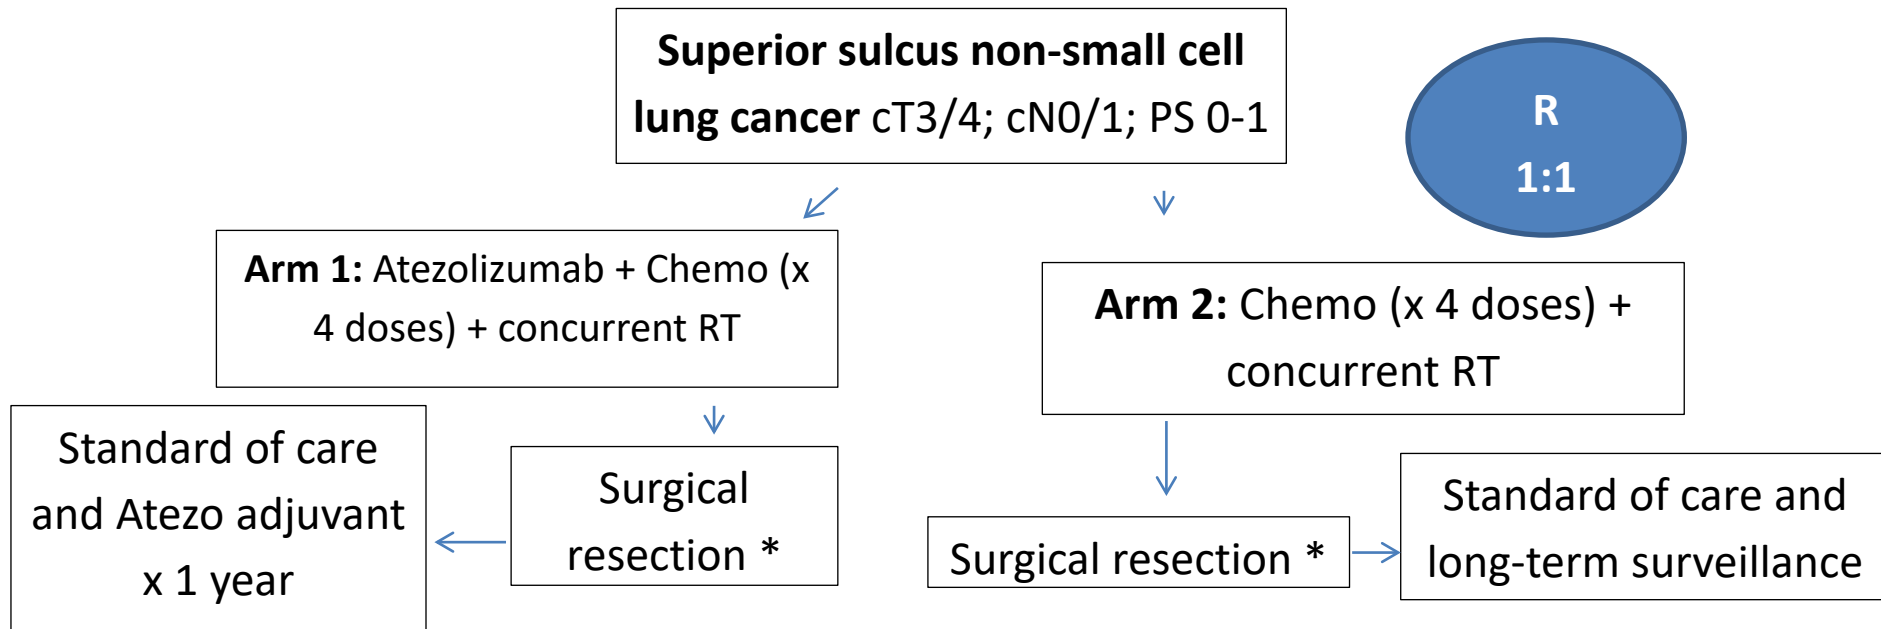 Superior sulcus non-small cell
lung cancer cT3/4; cN0/1; PS 0-1
R
1:1
Arm 1: Atezolizumab + Chemo (x
4 doses) + concurrent RT
Arm 2: Chemo (x 4 doses) +
concurrent RT
Standard of care
and Atezo adjuvant
x 1 year
Surgical
resection *
Surgical resection *
Standard of care and
long-term surveillance